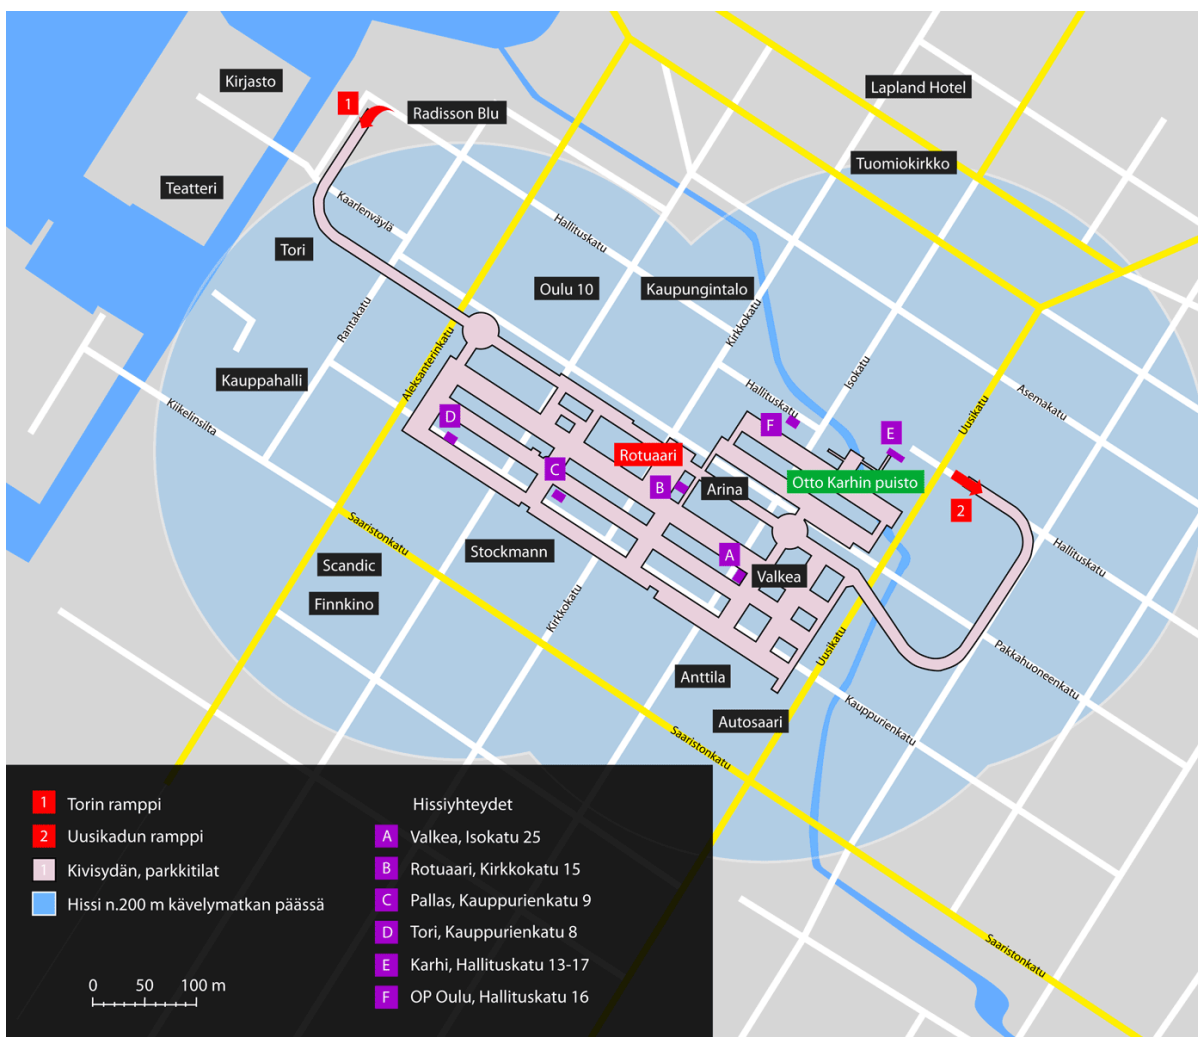 Kirjasto
1
Radisson Blu
Lapland Hotel
Tuomiokirkko
Teatteri
Kaarlenväylä
Hallituskatu
Tori
Oulu 10
Kaupungintalo
Rantakatu
Kirkkokatu
Aleksanterinkatu
Isokatu
Kauppahalli
Hallituskatu
Asemakatu
Uusikatu
Kiikelinsilta
D
F
E
Rotuaari
C
B
Arina
Otto Karhin puisto
2
Saaristonkatu
Stockmann
A
Valkea
Hallituskatu
Scandic
Finnkino
Kirkkokatu
Uusikatu
Pakkahuoneenkatu
Anttila
Kauppurienkatu
Autosaari
Saaristonkatu
Saaristonkatu
1 Torin ramppi
2 Uusikadun ramppi
1 Kivisydän, parkkitilat
Hissi n.200 m kävelymatkan päässä
0 50 100 m
Hissiyhteydet
A Valkea, Isokatu 25
B Rotuaari, Kirkkokatu 15
C Pallas, Kauppurienkatu 9
D Tori, Kauppurienkatu 8
E Karhi, Hallituskatu 13-17
F OP Oulu, Hallituskatu 16